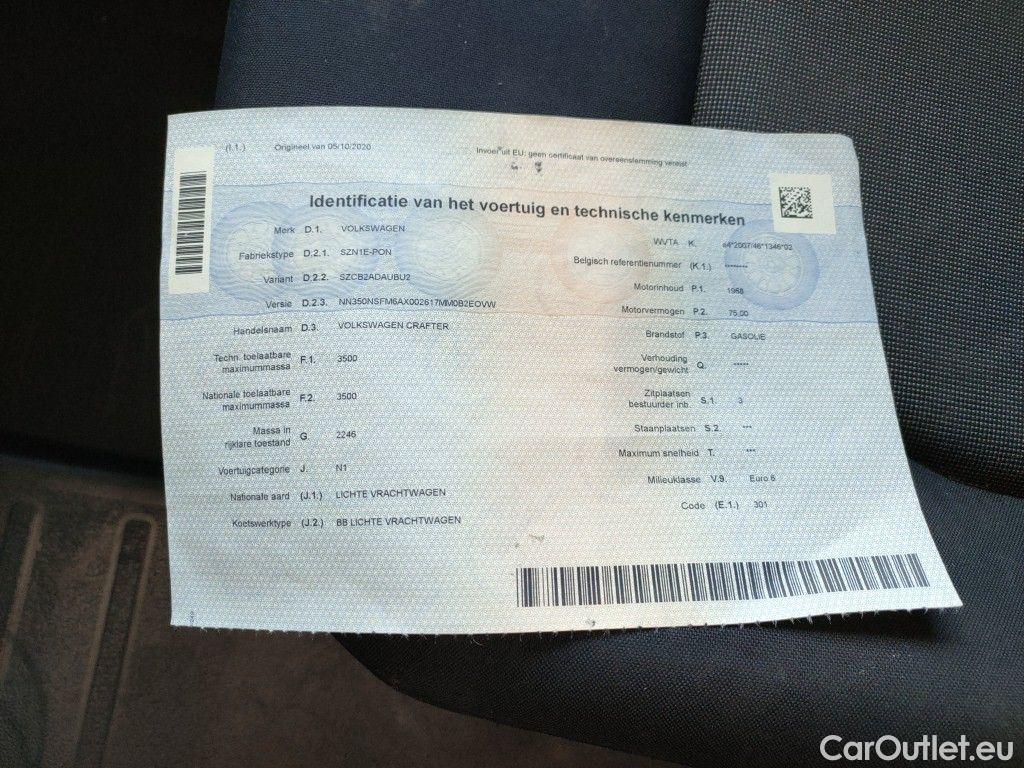 (I.1.) Origineel van 05/10/2020
Invoer uit EU: geen certificaat van overeenstemming vereist
Identificatie van het voertuig en technische kenmerken
Merk D.1. VOLKSWAGEN
Fabriekstype D.2.1. SZN1E-PON
Variant D.2.2. SZCB2ADAUBU2
Versie D.2.3. NN350NSFM6AX002617MM0B2EOVW
Handelsnaam D.3. VOLKSWAGEN CRAFTER
Techn. toelaatbare
maximummassa F.1. 3500
Nationale toelaatbare
maximummassa F.2. 3500
Massa in
rijklare toestand G. 2246
Voertuigcategorie J. N1
Nationale aard (J.1.) LICHTE VRACHTWAGEN
Koetswerktype (J.2.) BB LICHTE VRACHTWAGEN
WVTA K. e4*2007/46*1346*02
Belgisch referentienummer (K.1.) --------
Motorinhoud P.1. 1968
Motorvermogen P.2. 75,00
Brandstof P.3. GASOLIE
Verhouding
vermogen/gewicht Q. -----
Zitplaatsen
bestuurder inb. S.1. 3
Staanplaatsen S.2. ---
Maximum snelheid T. ---
Milieuklasse V.9. Euro 6
Code (E.1.) 301
CarOutlet.eu